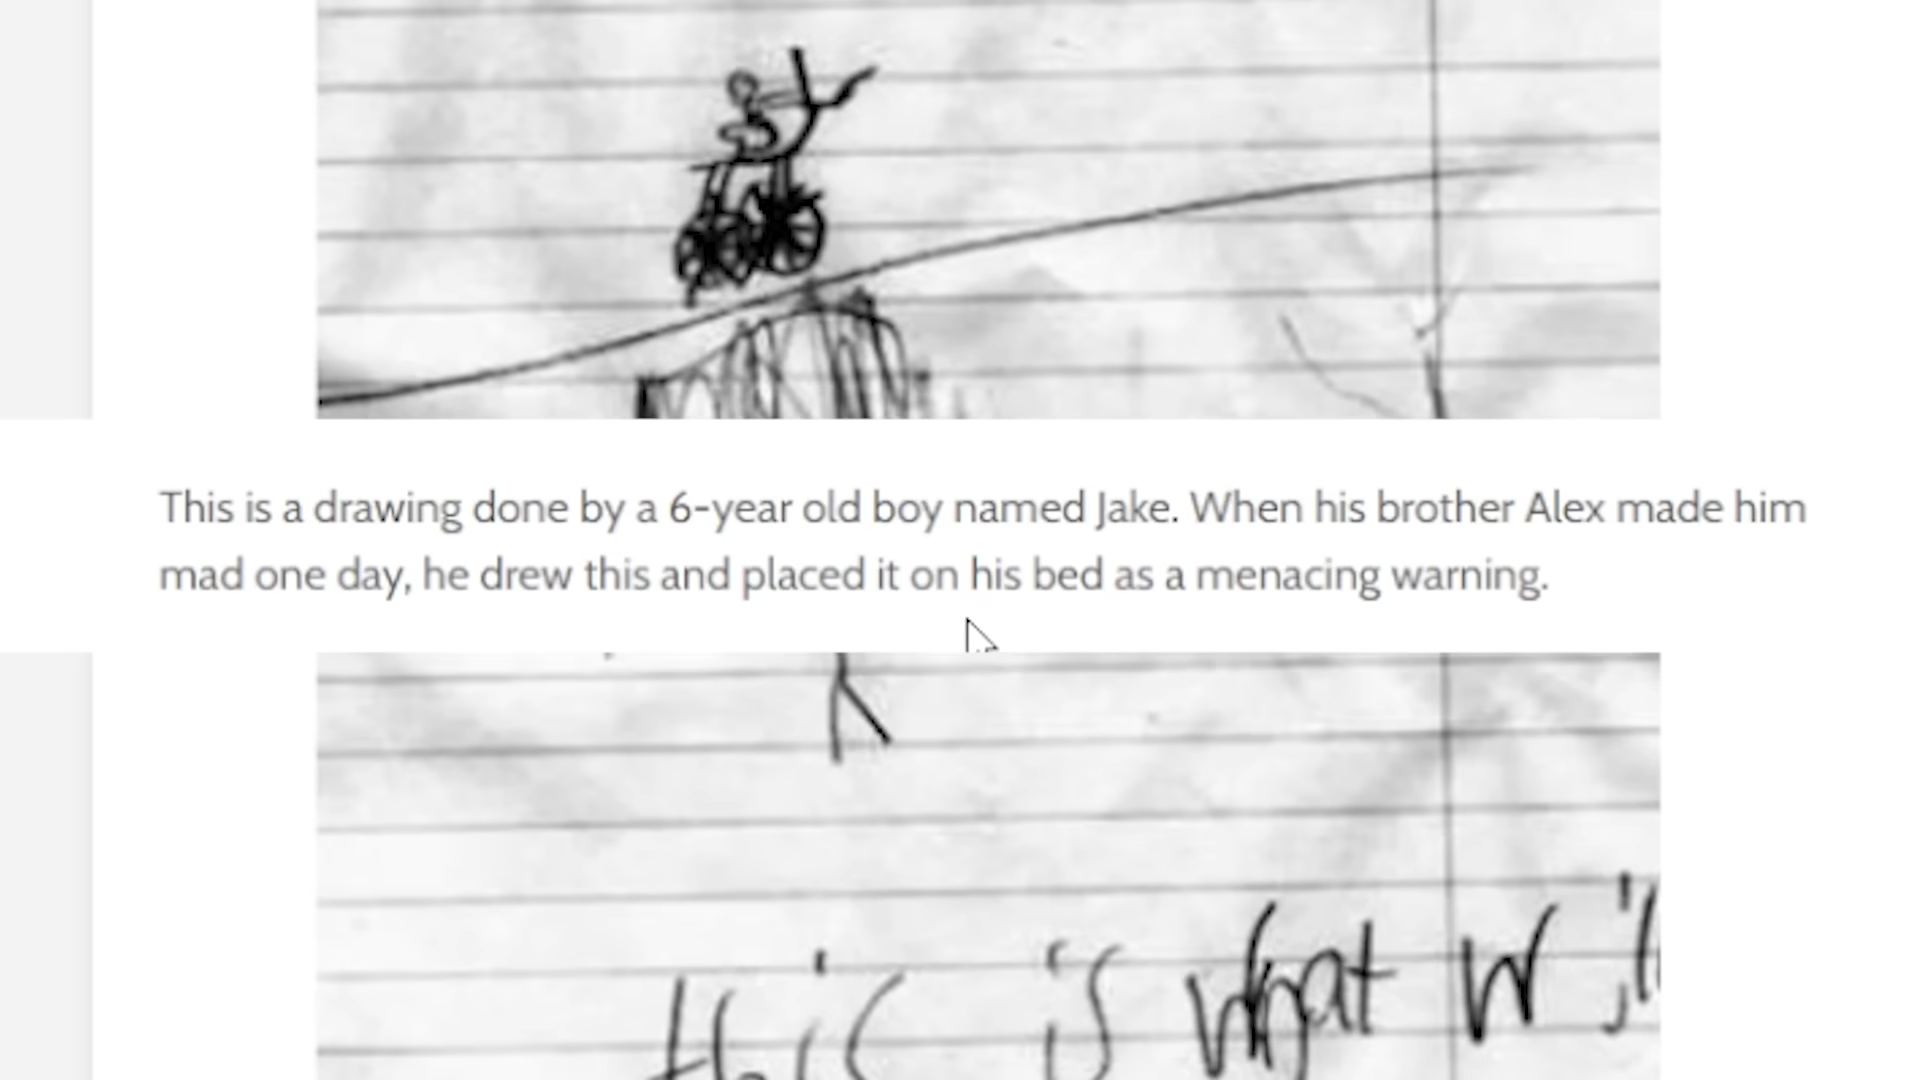 This is a drawing done by a 6-year old boy named Jake. When his brother Alex made him
mad one day, he drew this and placed it on his bed as a menacing warning.
this is what will